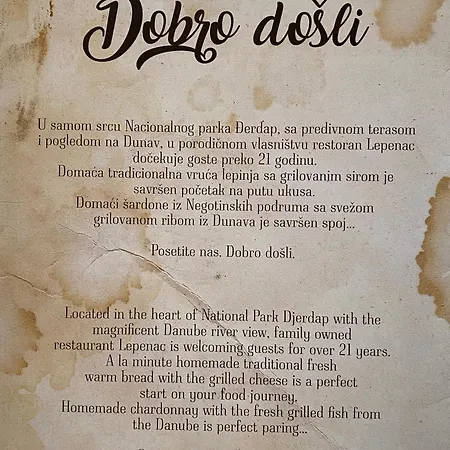 Dobro došli
U samom srcu Nacionalnog parka Đerdap, sa predivnom terasom
i pogledom na Dunav, u porodičnom vlasništvu restoran Lepenac
dočekuje goste preko 21 godinu.
Domaća tradicionalna vruća lepinja sa grilovanim sirom je
savršen početak na putu ukusa.
Domaći šardone iz Negotinskih podruma sa svežom
grilovanom ribom iz Dunava je savršen spoj...
Posetite nas. Dobro došli.
Located in the heart of National Park Djerdap with the
magnificent Danube river view, family owned
restaurant Lepenac is welcoming guests for over 21 years.
A la minute homemade traditional fresh
warm bread with the grilled cheese is a perfect
start on your food journey.
Homemade chardonnay with the fresh grilled fish from
the Danube is perfect paring...